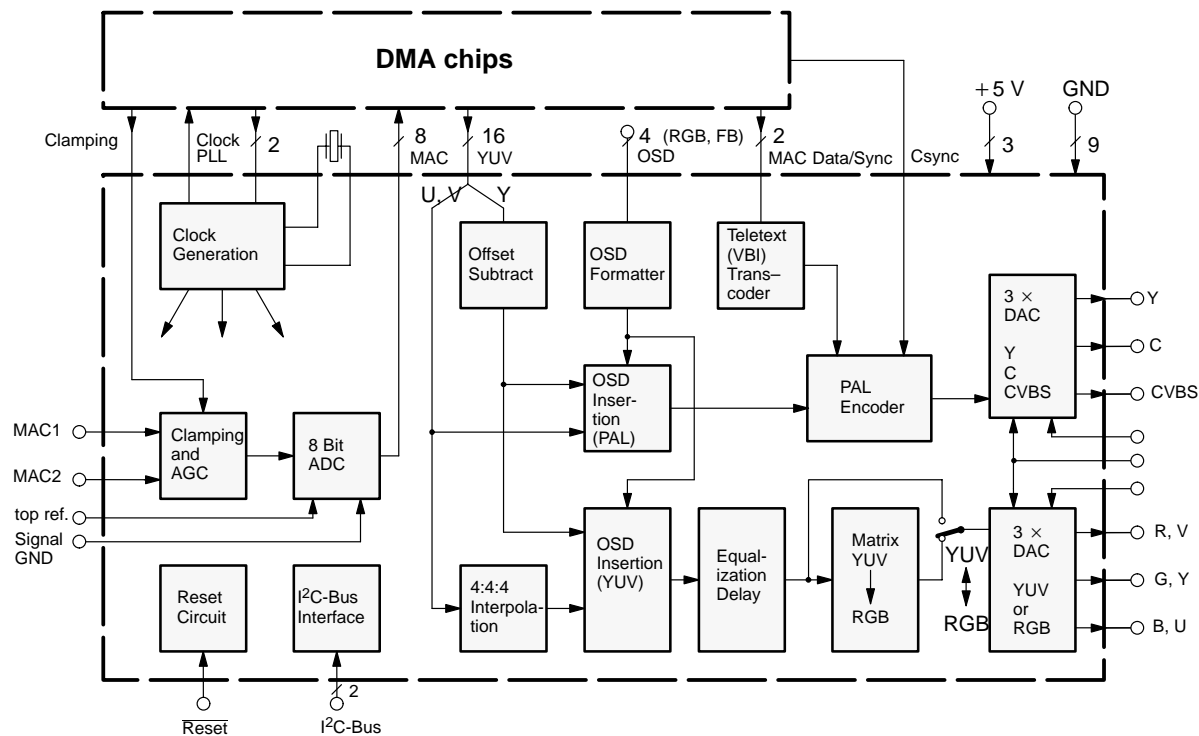 DMA chips
+5 V
GND
Clamping
Clock
PLL
2
8
MAC
16
YUV
4 (RGB, FB)
OSD
2
MAC Data/Sync
Csync
3
9
U, V
Y
Clock
Generation
Offset
Subtract
OSD
Formatter
Teletext
(VBI)
Trans–
coder
3 ×
DAC
Y
C
CVBS
Y
C
CVBS
OSD
Inser-
tion
(PAL)
PAL
Encoder
MAC1
MAC2
top ref.
Signal
GND
Clamping
and
AGC
8 Bit
ADC
OSD
Insertion
(YUV)
Equal-
ization
Delay
Matrix
YUV
RGB
YUV
RGB
3 ×
DAC
YUV
or
RGB
R, V
G, Y
B, U
Reset
Circuit
I²C-Bus
Interface
4:4:4
Interpola-
tion
2
Reset
I²C-Bus